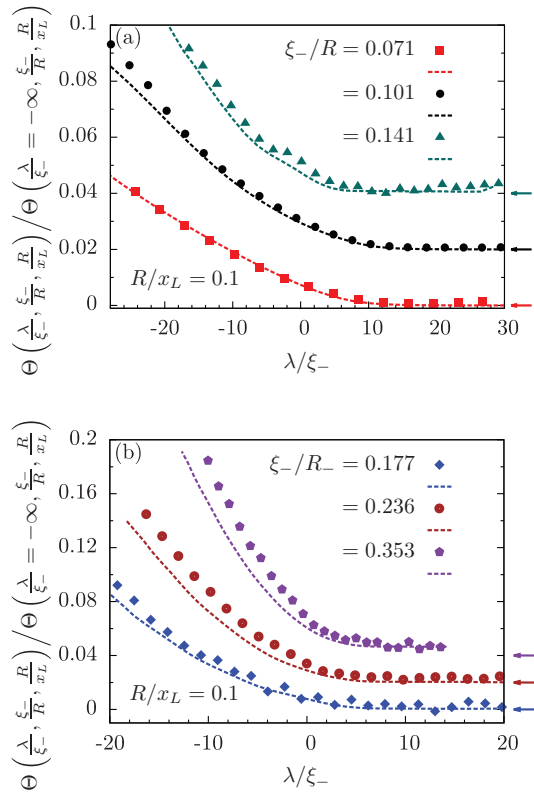 (a)
ξ₋/R = 0.071
= 0.101
= 0.141
R/x_L = 0.1
0.1
0.08
0.06
0.04
0.02
0
-20 -10 0 10 20 30
λ/ξ₋
Θ(λ/ξ₋, ξ₋/R, R/x_L)/Θ(λ/ξ₋ = −∞, ξ₋/R, R/x_L)
(b)
ξ₋/R₋ = 0.177
= 0.236
= 0.353
R/x_L = 0.1
0.2
0.16
0.12
0.08
0.04
0
-20 -10 0 10 20
λ/ξ₋
Θ(λ/ξ₋, ξ₋/R, R/x_L)/Θ(λ/ξ₋ = −∞, ξ₋/R, R/x_L)